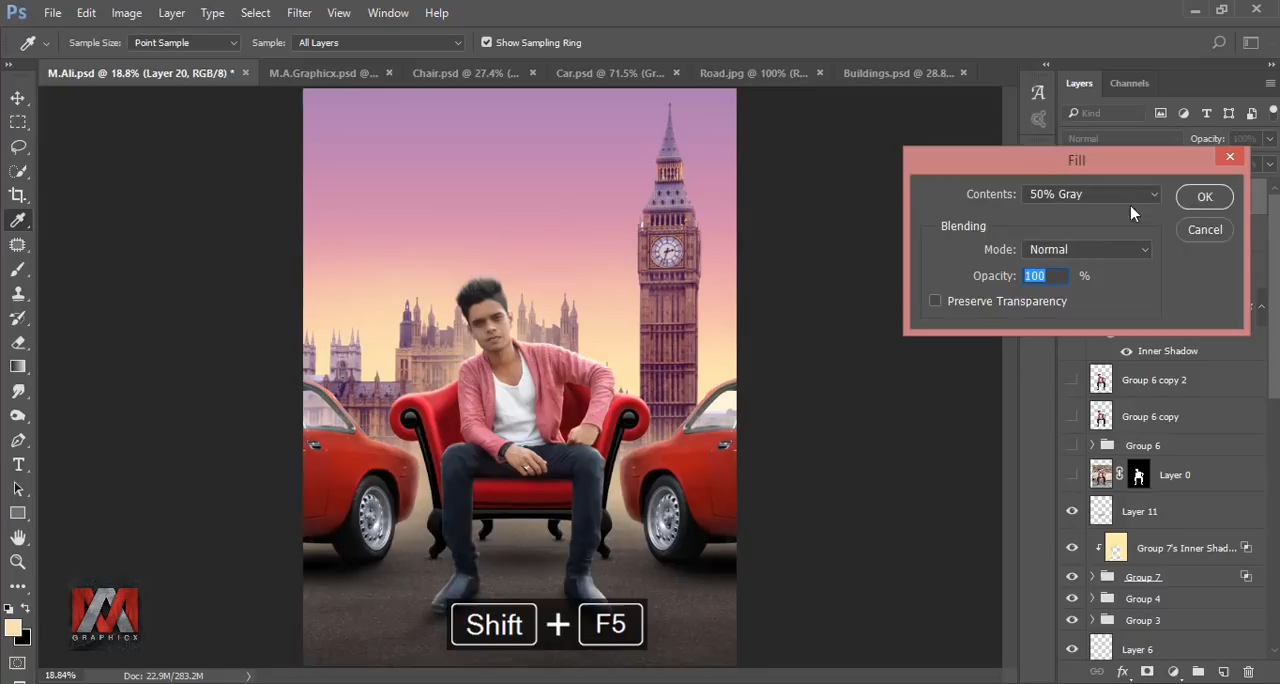 Ps File Edit Image Layer Type Select Filter View Window Help
Sample Size: Point Sample Sample: All Layers Show Sampling Ring
M.Ali.psd @ 18.8% (Layer 20, RGB/8) * M.A.Graphicx.psd @ ... Chair.psd @ 27.4% (... Car.psd @ 71.5% (Gr... Road.jpg @ 100% (R... Buildings.psd @ 28.8...
Layers Channels
Kind
Normal Opacity: 100%
Fill
Contents: 50% Gray OK
Blending Cancel
Mode: Normal
Opacity: 100 %
Preserve Transparency
Inner Shadow
Group 6 copy 2
Group 6 copy
Group 6
Layer 0
Layer 11
Group 7's Inner Shad...
Group 7
Group 4
Group 3
Layer 6
Shift + F5
GRAPHICX
18.84% Doc: 22.9M/283.2M